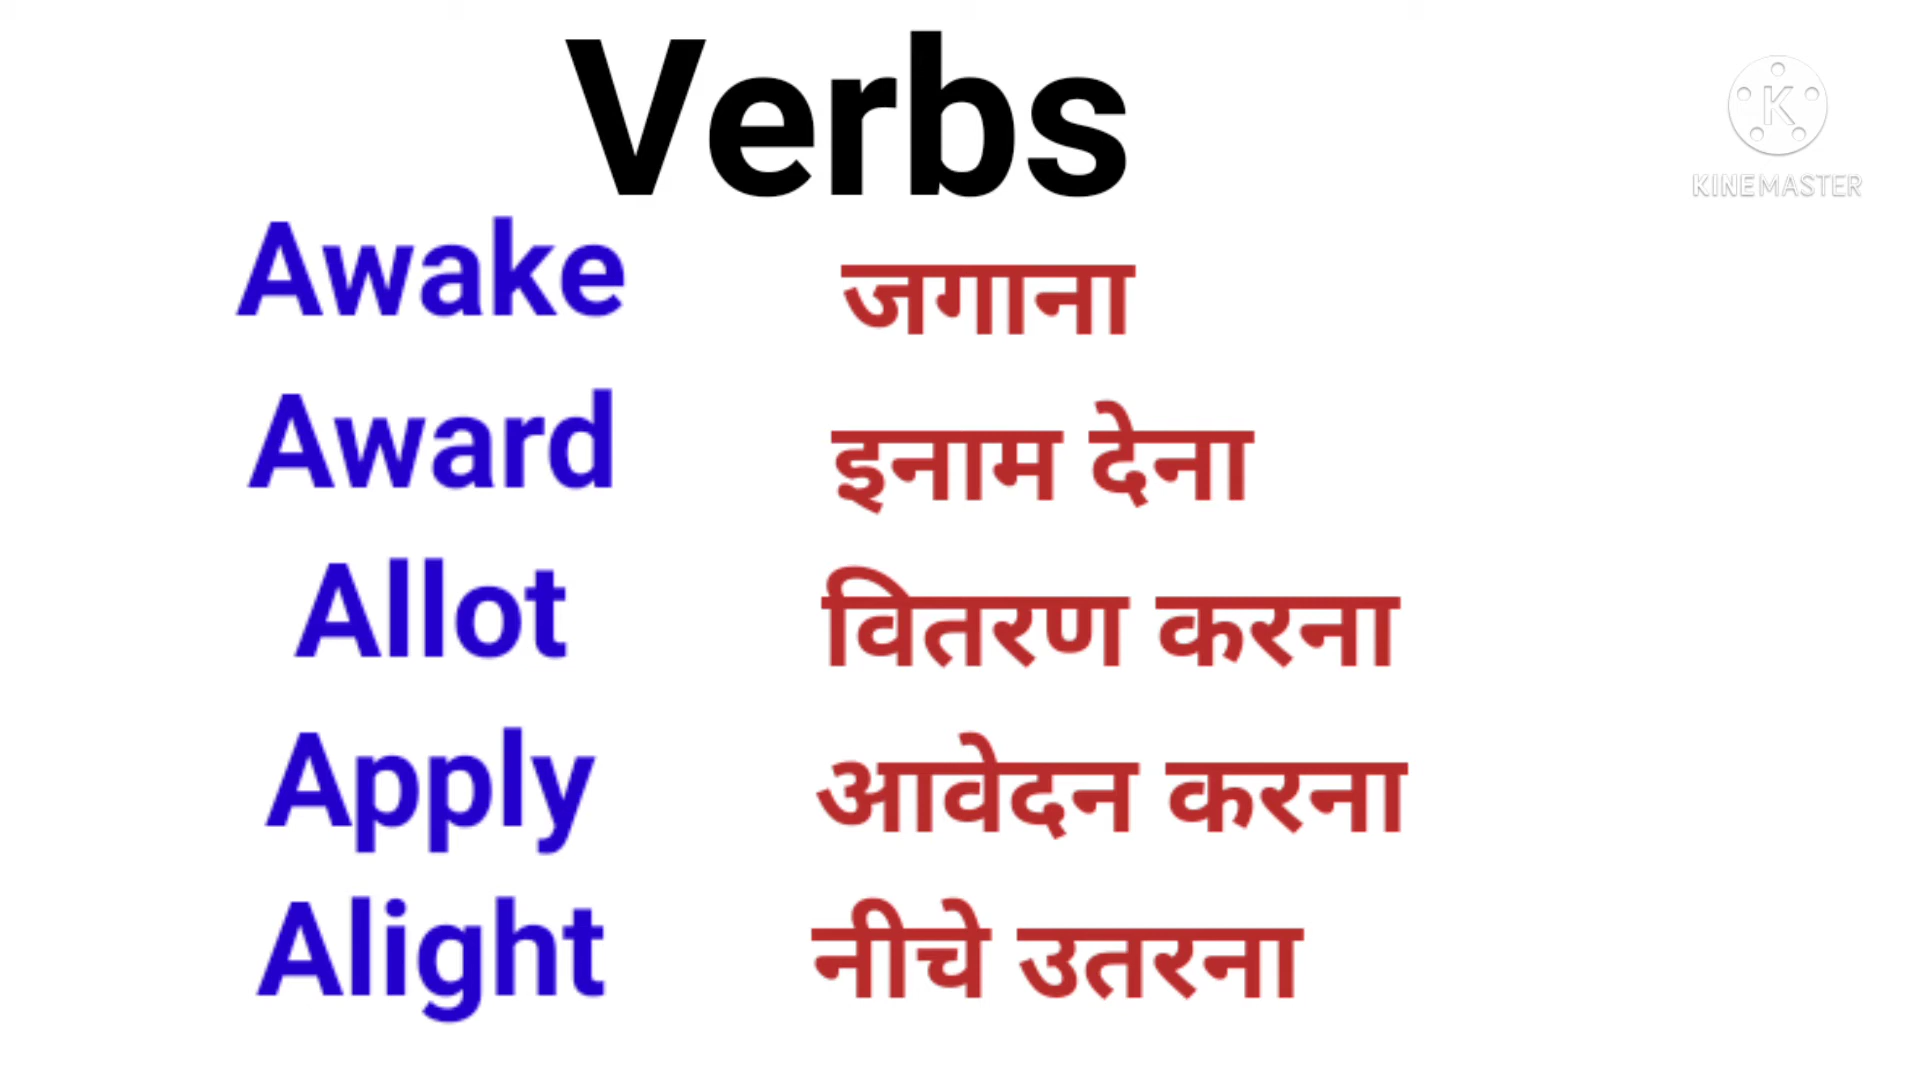 Verbs
K
KINEMASTER
Awake जगाना
Award इनाम देना
Allot वितरण करना
Apply आवेदन करना
Alight नीचे उतरना